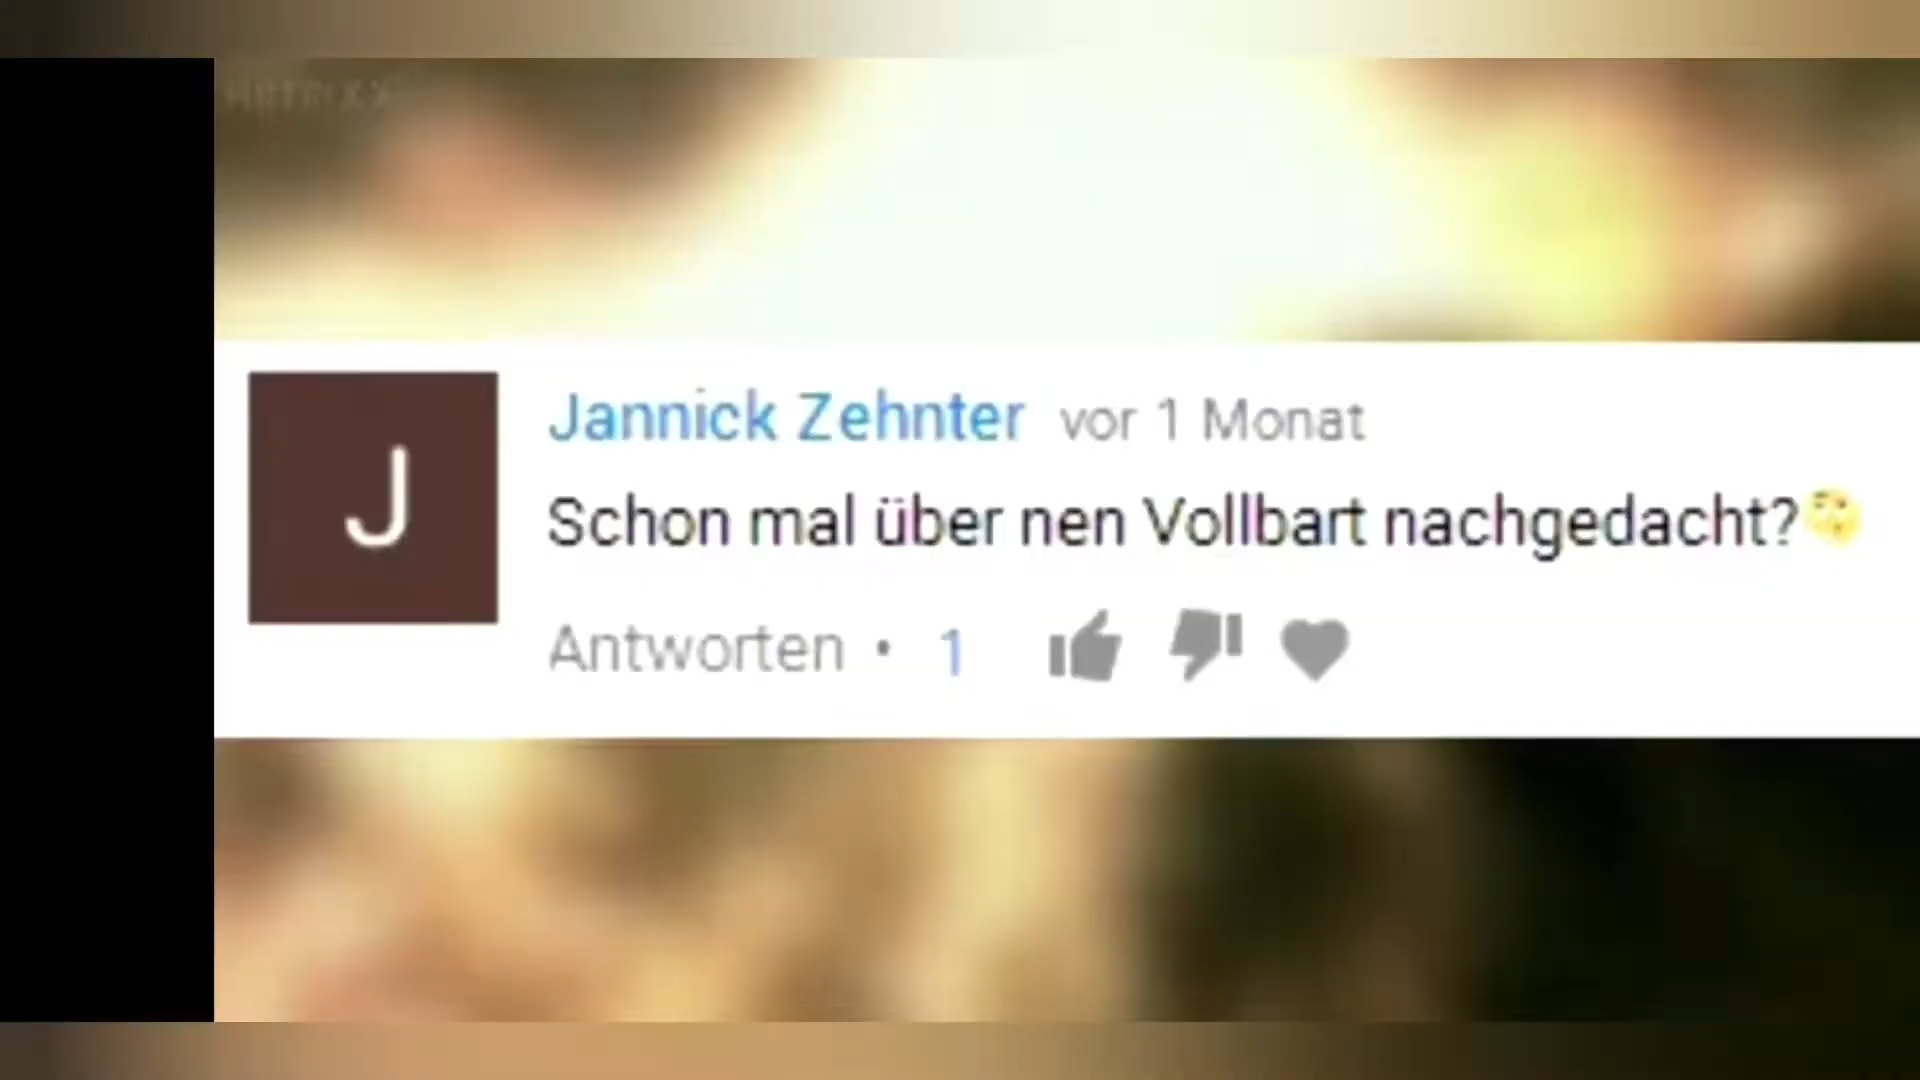 J
Jannick Zehnter vor 1 Monat
Schon mal über nen Vollbart nachgedacht?🤔
Antworten • 1